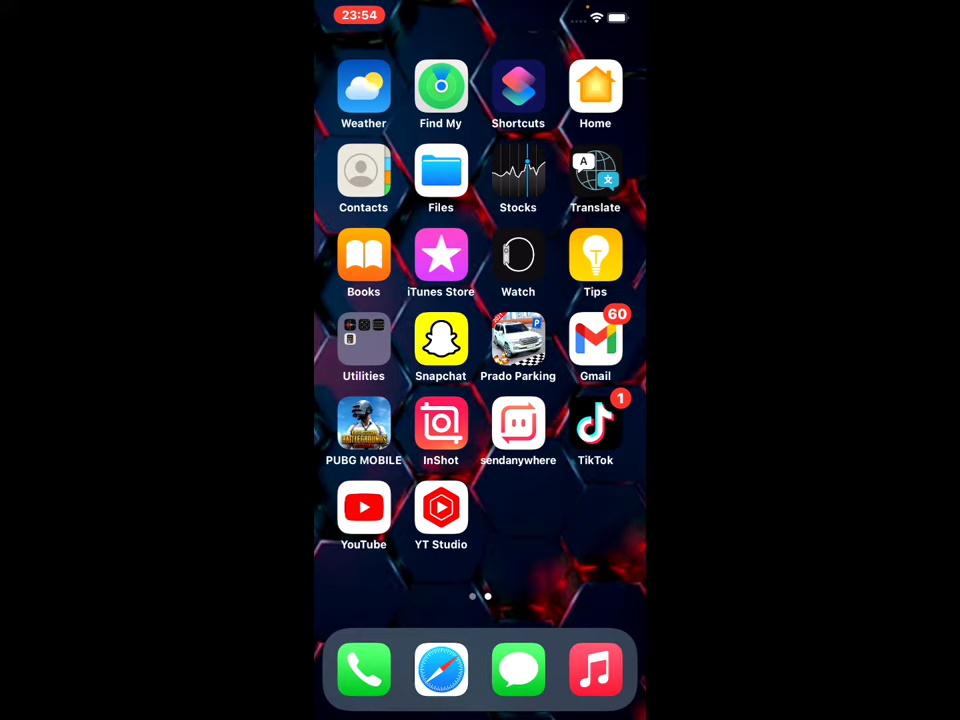 23:54
Weather Find My Shortcuts Home
A 文
Contacts Files Stocks Translate
Books iTunes Store Watch Tips
P 60
Utilities Snapchat Prado Parking Gmail
1
PUBG MOBILE InShot sendanywhere TikTok
YouTube YT Studio